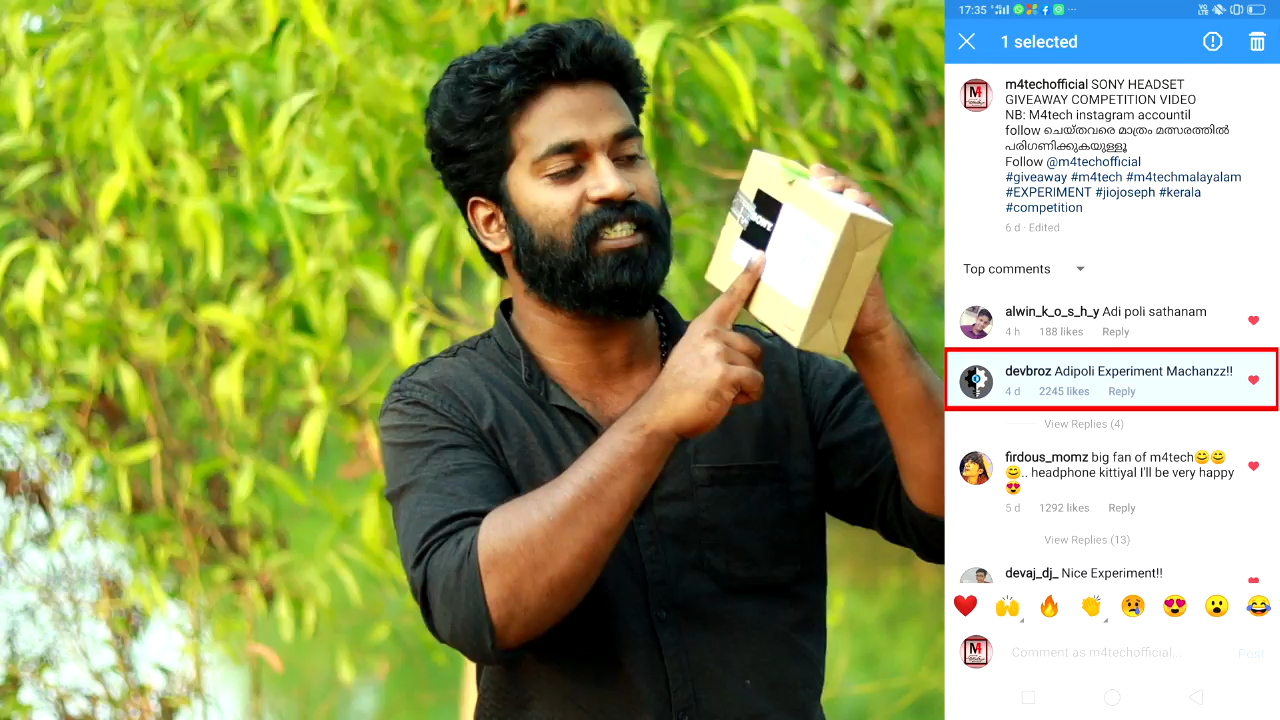 17:35
1 selected
m4techofficial SONY HEADSET
GIVEAWAY COMPETITION VIDEO
NB: M4tech instagram accountil
follow ചെയ്തവരെ മാത്രം മത്സരത്തിൽ
പരിഗണിക്കുകയുള്ളൂ
Follow @m4techofficial
#giveaway #m4tech #m4techmalayalam
#EXPERIMENT #jiojoseph #kerala
#competition
6 d · Edited
Top comments
alwin_k_o_s_h_y Adi poli sathanam
4 h 188 likes Reply
devbroz Adipoli Experiment Machanzz!!
4 d 2245 likes Reply
View Replies (4)
firdous_momz big fan of m4tech😊😊
😊.. headphone kittiyal I'll be very happy
😍
5 d 1292 likes Reply
View Replies (13)
devaj_dj_ Nice Experiment!!
Comment as m4techofficial... Post